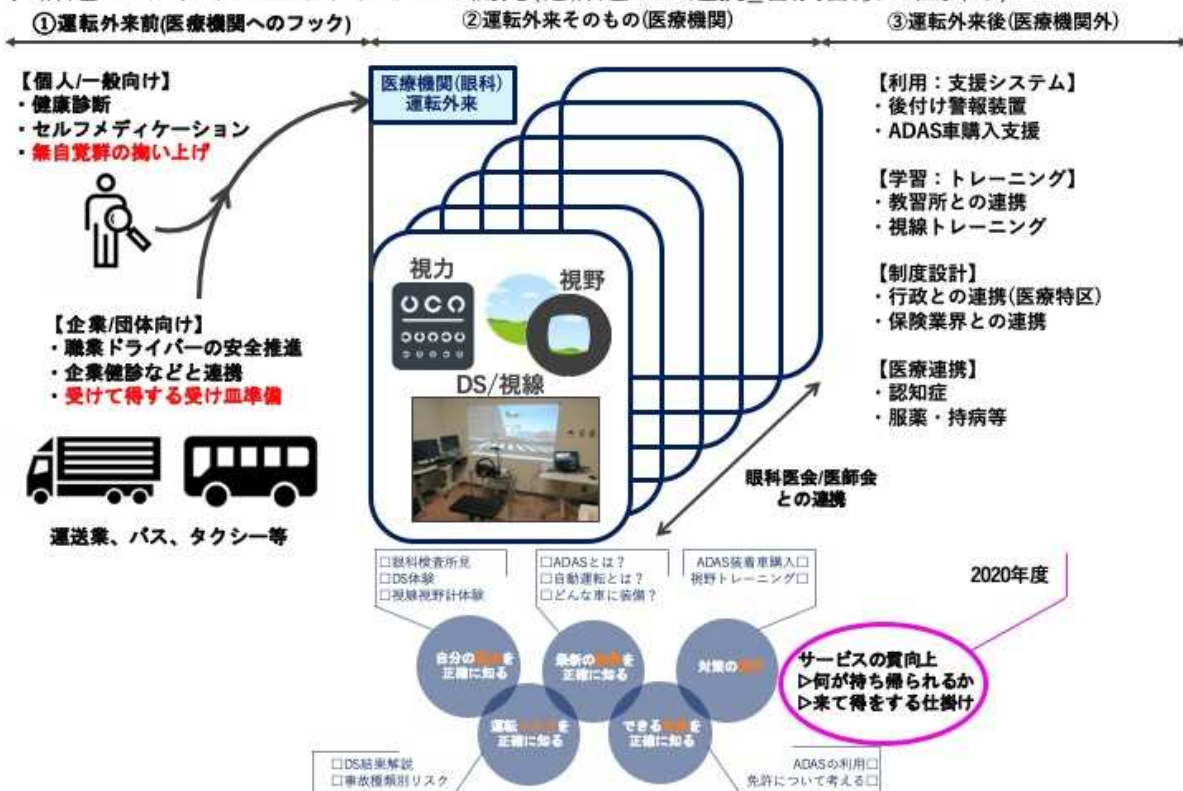 ①運転外来前(医療機関へのフック)
②運転外来そのもの(医療機関)
③運転外来後(医療機関外)
【個人/一般向け】
・健康診断
・セルフメディケーション
・無自覚群の掬い上げ
【企業/団体向け】
・職業ドライバーの安全推進
・企業健診などと連携
・受けて得する受け皿準備
運送業、バス、タクシー等
医療機関(眼科)
運転外来
視力
視野
DS/視線
眼科医会/医師会
との連携
【利用：支援システム】
・後付け警報装置
・ADAS車購入支援
【学習：トレーニング】
・教習所との連携
・視線トレーニング
【制度設計】
・行政との連携(医療特区)
・保険業界との連携
【医療連携】
・認知症
・服薬・持病等
□眼科検査所見
□DS体験
□視線視野計体験
□ADASとは？
□自動運転とは？
□どんな車に装備？
ADAS装着車購入□
視野トレーニング□
自分の
を
正確に知る
最新の
を
正確に知る
対策の
運転
を
正確に知る
できる
を
正確に知る
□DS結果解説
□事故種類別リスク
ADASの利用□
免許について考える□
2020年度
サービスの質向上
▷何が持ち帰られるか
▷来て得をする仕掛け